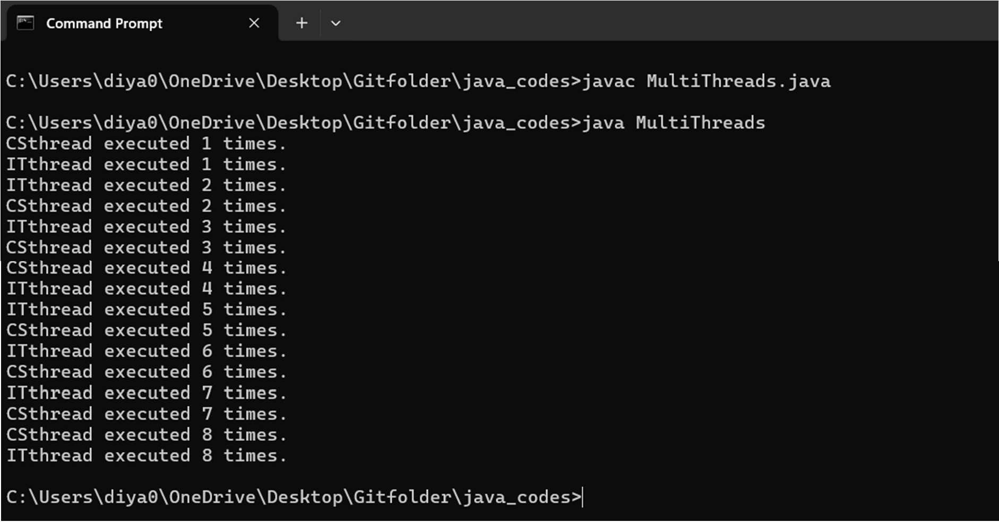 Command Prompt
C:\Users\diya0\OneDrive\Desktop\Gitfolder\java_codes>javac MultiThreads.java
C:\Users\diya0\OneDrive\Desktop\Gitfolder\java_codes>java MultiThreads
CSthread executed 1 times.
ITthread executed 1 times.
ITthread executed 2 times.
CSthread executed 2 times.
ITthread executed 3 times.
CSthread executed 3 times.
CSthread executed 4 times.
ITthread executed 4 times.
ITthread executed 5 times.
CSthread executed 5 times.
ITthread executed 6 times.
CSthread executed 6 times.
ITthread executed 7 times.
CSthread executed 7 times.
CSthread executed 8 times.
ITthread executed 8 times.
C:\Users\diya0\OneDrive\Desktop\Gitfolder\java_codes>